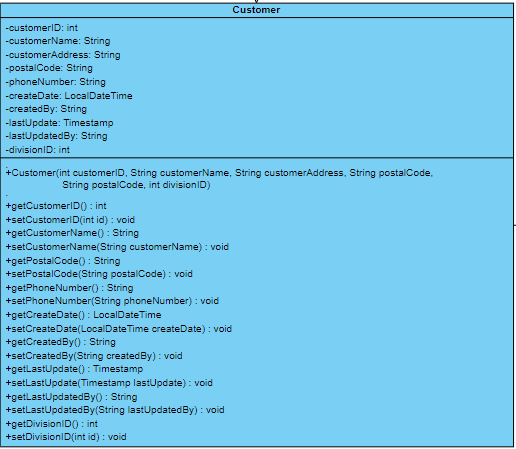 Customer
-customerID: int
-customerName: String
-customerAddress: String
-postalCode: String
-phoneNumber: String
-createDate: LocalDateTime
-createdBy: String
-lastUpdate: Timestamp
-lastUpdatedBy: String
-divisionID: int
+Customer(int customerID, String customerName, String customerAddress, String postalCode,
String postalCode, int divisionID)
+getCustomerID() : int
+setCustomerID(int id) : void
+getCustomerName() : String
+setCustomerName(String customerName) : void
+getPostalCode() : String
+setPostalCode(String postalCode) : void
+getPhoneNumber() : String
+setPhoneNumber(String phoneNumber) : void
+getCreateDate() : LocalDateTime
+setCreateDate(LocalDateTime createDate) : void
+getCreatedBy() : String
+setCreatedBy(String createdBy) : void
+getLastUpdate() : Timestamp
+setLastUpdate(Timestamp lastUpdate) : void
+getLastUpdatedBy() : String
+setLastUpdatedBy(String lastUpdatedBy) : void
+getDivisionID() : int
+setDivisionID(int id) : void